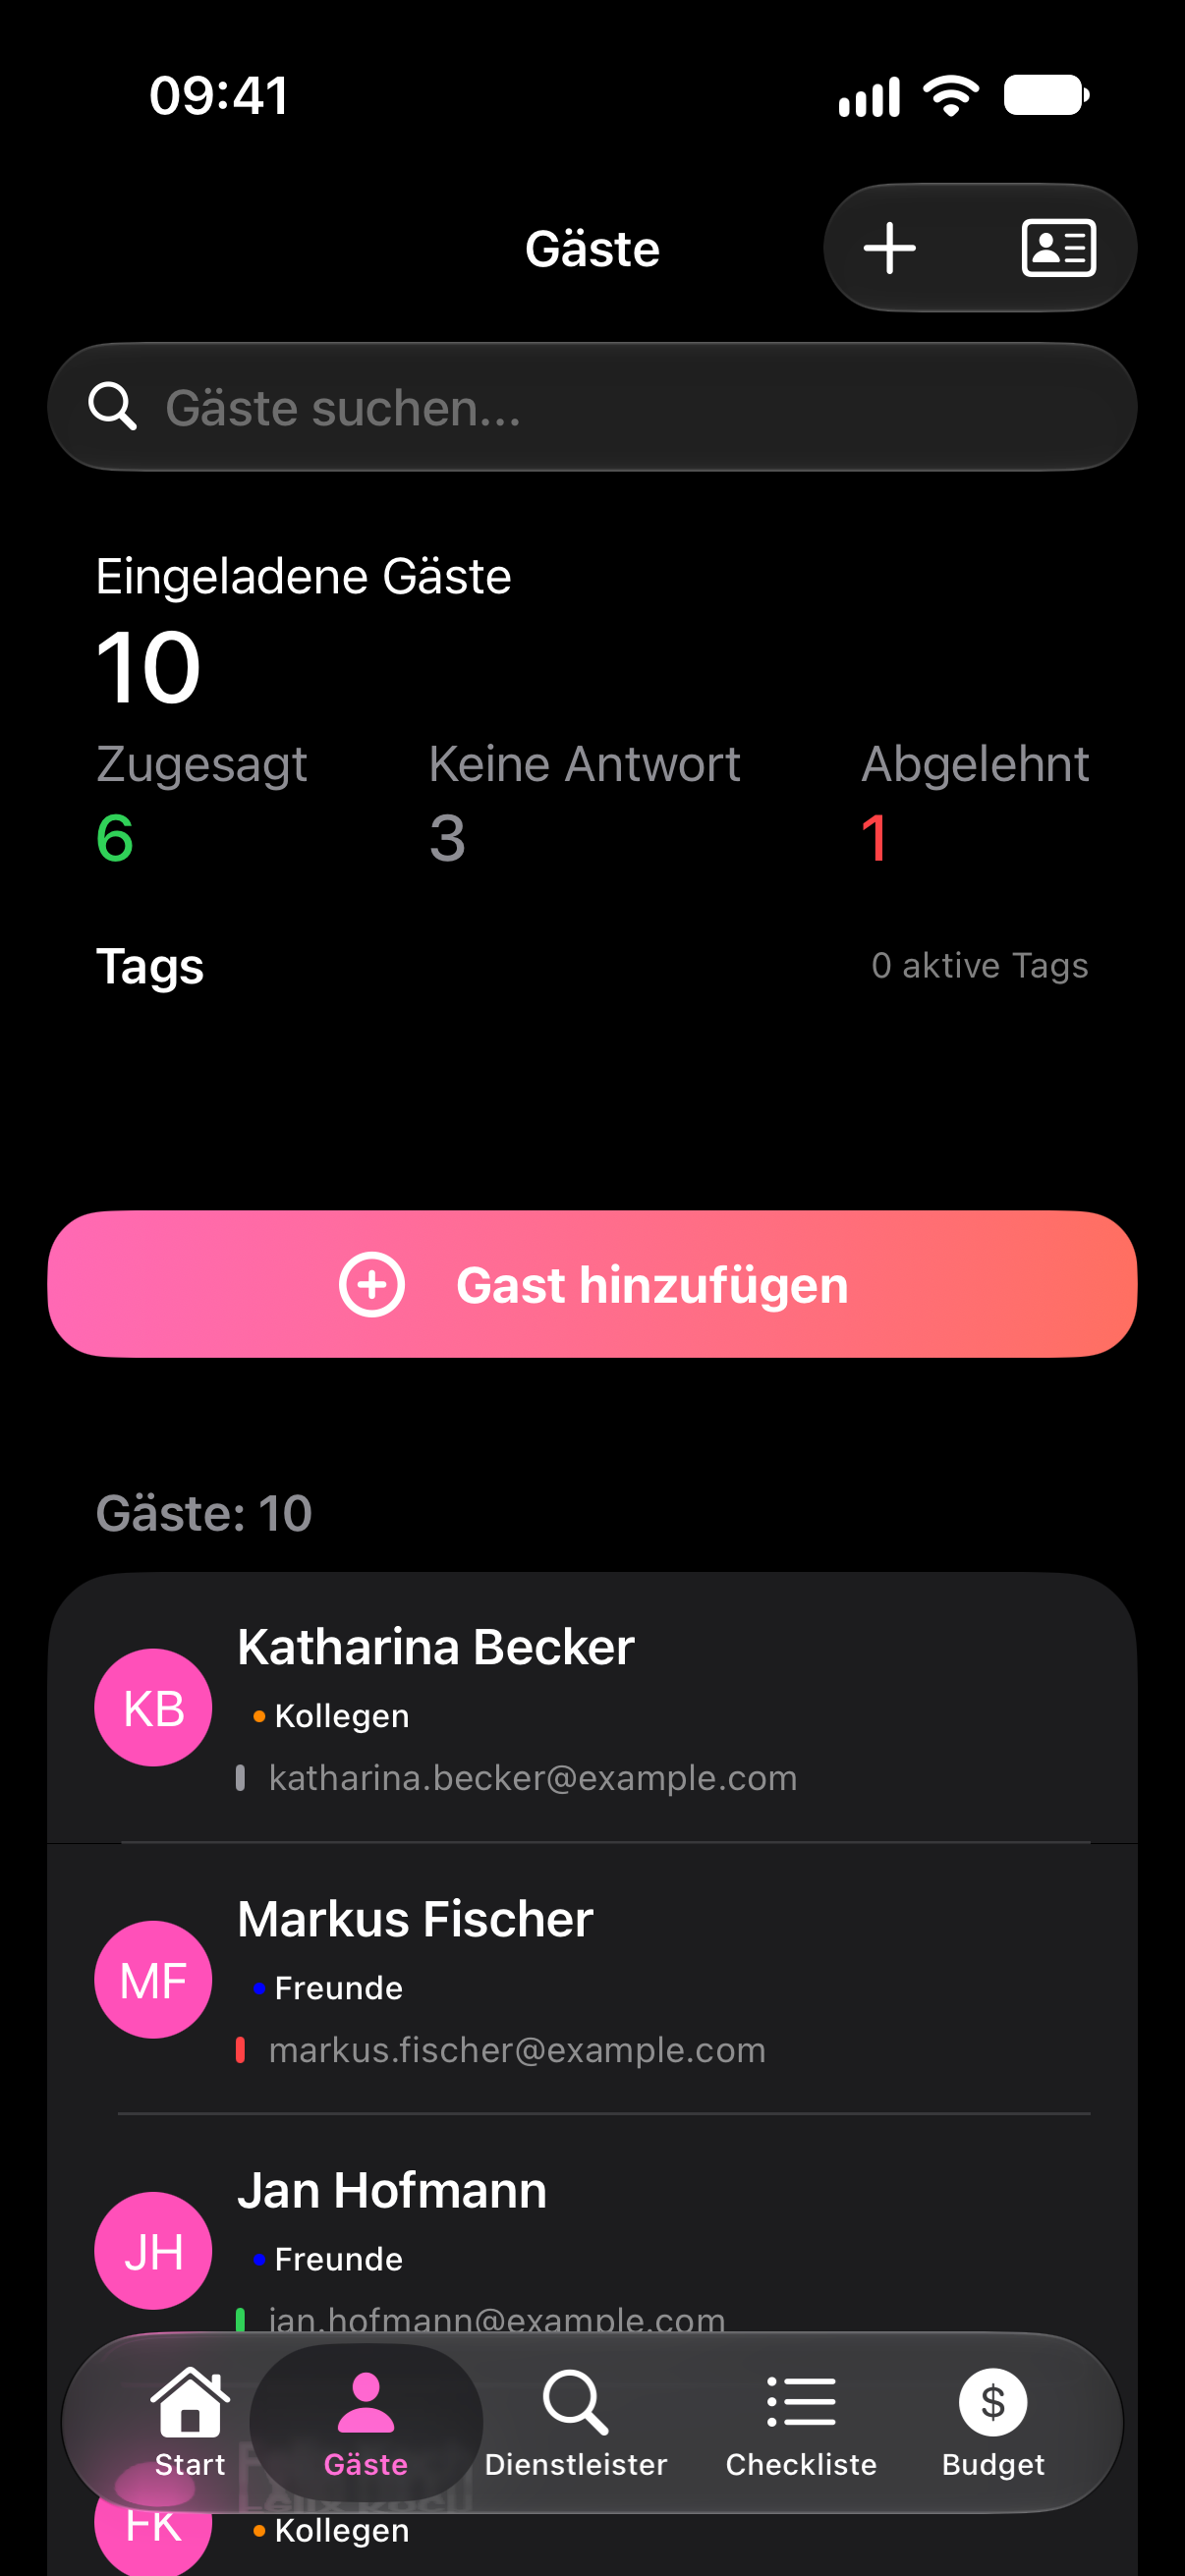 09:41
Gäste
Gäste suchen...
Eingeladene Gäste
10
Zugesagt Keine Antwort Abgelehnt
6 3 1
Tags 0 aktive Tags
Gast hinzufügen
Gäste: 10
KB
Katharina Becker
Kollegen
katharina.becker@example.com
MF
Markus Fischer
Freunde
markus.fischer@example.com
JH
Jan Hofmann
Freunde
jan.hofmann@example.com
Start Gäste Dienstleister Checkliste Budget
FK
Kollegen